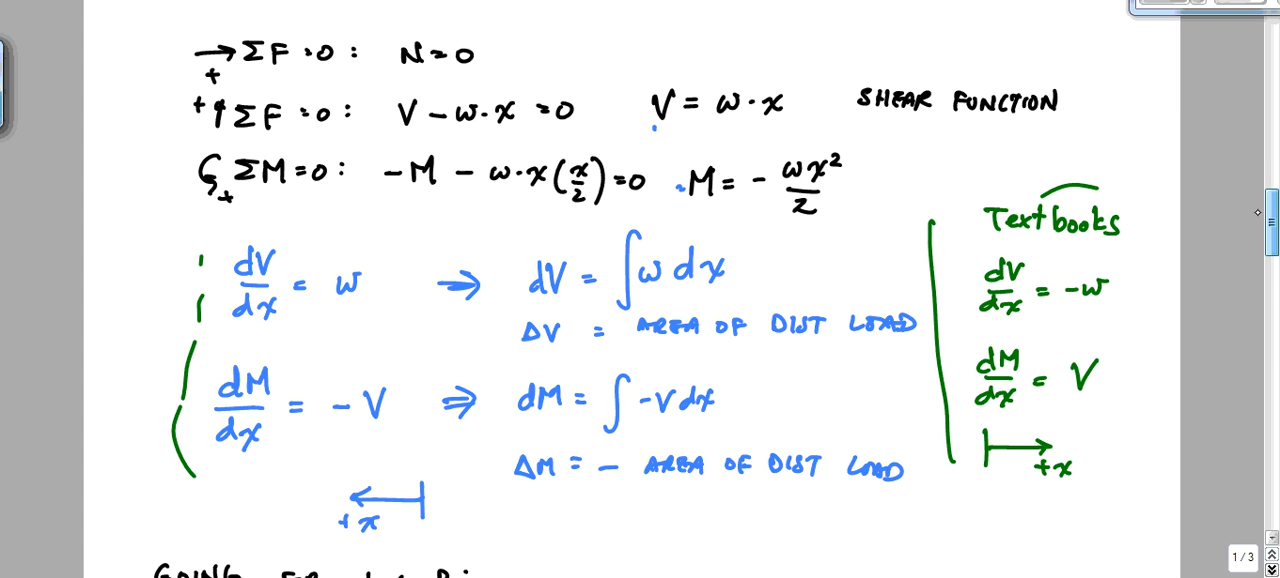 →+ ΣF=0: N=0
+↑ ΣF=0: V-ω·x=0 V=ω·x SHEAR FUNCTION
↶+ ΣM=0: -M-ω·x(x/2)=0 M=-ωx²/2
Textbooks
dV/dx = w → dV = ∫ω dx
dV/dx = -w
ΔV = AREA OF DIST LOAD
dM/dx = -V ⇒ dM = ∫-Vdx
dM/dx = V
ΔM = - AREA OF DIST LOAD
+x
+x
1 / 3